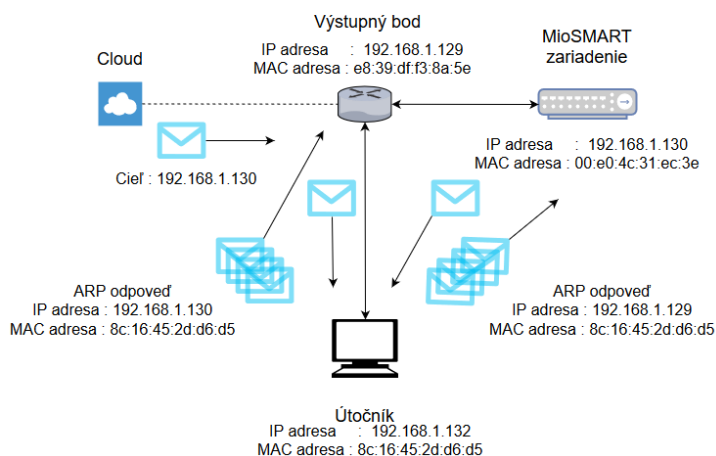 Výstupný bod
IP adresa : 192.168.1.129
MAC adresa : e8:39:df:f3:8a:5e
MioSMART
zariadenie
Cloud
IP adresa : 192.168.1.130
MAC adresa : 00:e0:4c:31:ec:3e
Cieľ : 192.168.1.130
ARP odpoveď
IP adresa : 192.168.1.130
MAC adresa : 8c:16:45:2d:d6:d5
ARP odpoveď
IP adresa : 192.168.1.129
MAC adresa : 8c:16:45:2d:d6:d5
Útočník
IP adresa : 192.168.1.132
MAC adresa : 8c:16:45:2d:d6:d5